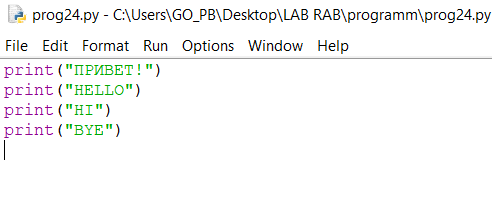 prog24.py - C:\Users\GO_PB\Desktop\LAB RAB\programm\prog24.py
File Edit Format Run Options Window Help
print("ПРИВЕТ!")
print("HELLO")
print("HI")
print("BYE")